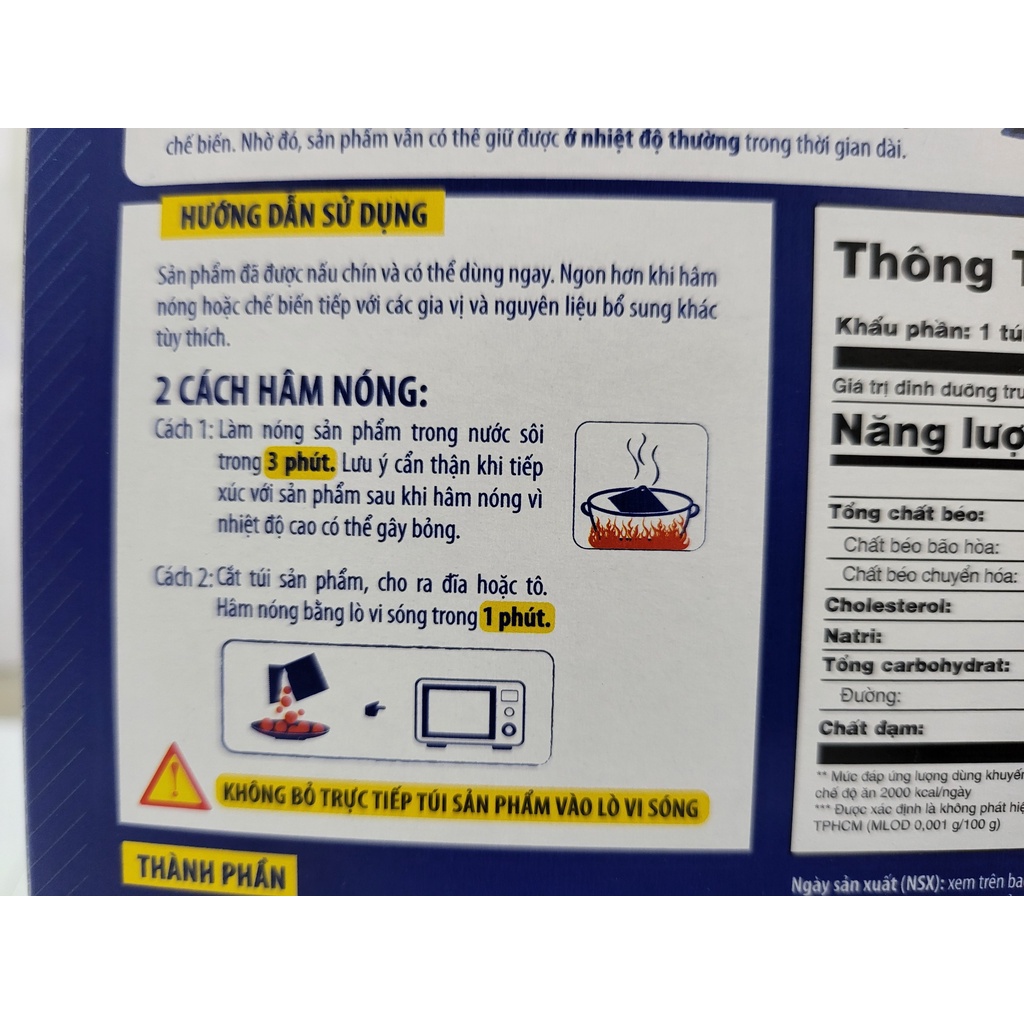 chế biến. Nhờ đó, sản phẩm vẫn có thể giữ được ở nhiệt độ thường trong thời gian dài.
HƯỚNG DẪN SỬ DỤNG
Sản phẩm đã được nấu chín và có thể dùng ngay. Ngon hơn khi hâm
nóng hoặc chế biến tiếp với các gia vị và nguyên liệu bổ sung khác
tùy thích.
2 CÁCH HÂM NÓNG:
Cách 1: Làm nóng sản phẩm trong nước sôi
trong 3 phút. Lưu ý cẩn thận khi tiếp
xúc với sản phẩm sau khi hâm nóng vì
nhiệt độ cao có thể gây bỏng.
Cách 2: Cắt túi sản phẩm, cho ra đĩa hoặc tô.
Hâm nóng bằng lò vi sóng trong 1 phút.
KHÔNG BỎ TRỰC TIẾP TÚI SẢN PHẨM VÀO LÒ VI SÓNG
THÀNH PHẦN
Thông
Khẩu phần: 1
Giá trị dinh dưỡng
Năng
Tổng chất béo:
Chất béo bão hòa:
Chất béo chuyển hóa:
Cholesterol:
Natri:
Tổng carbohydrat:
Đường:
Chất đạm:
** Mức đáp ứng lượng dùng
chế độ ăn 2000 kcal/ngày
*** Được xác định là không phát
TPHCM (MLOD 0,001 g/100 g)
Ngày sản xuất (NSX): xem trên